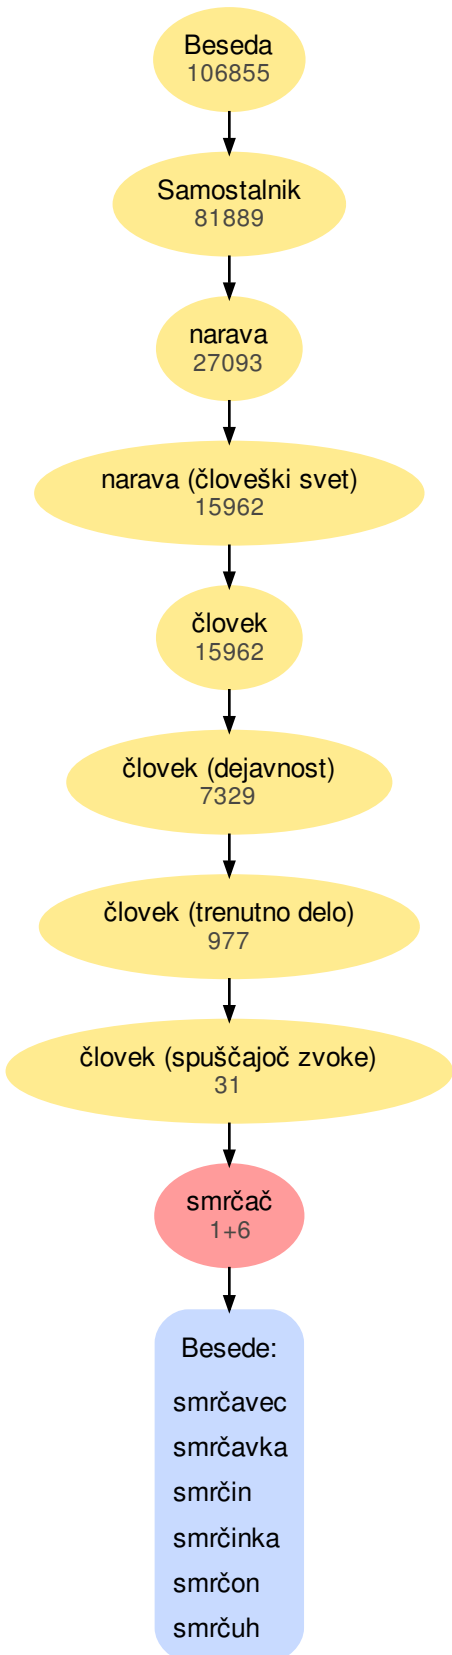 Beseda
106855
Samostalnik
81889
narava
27093
narava (človeški svet)
15962
človek
15962
človek (dejavnost)
7329
človek (trenutno delo)
977
človek (spuščajoč zvoke)
31
smrčač
1+6
Besede:
smrčavec
smrčavka
smrčin
smrčinka
smrčon
smrčuh